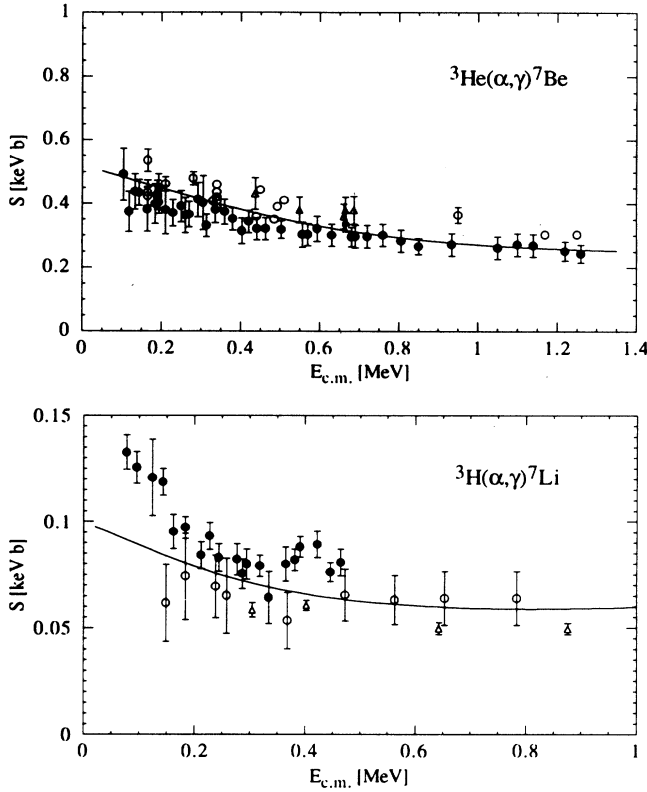 1
³He(α,γ)⁷Be
0.8
0.6
S [keV b]
0.4
0.2
0
0 0.2 0.4 0.6 0.8 1 1.2 1.4
E_c.m. [MeV]
0.15
³H(α,γ)⁷Li
0.1
S [keV b]
0.05
0
0 0.2 0.4 0.6 0.8 1
E_c.m. [MeV]